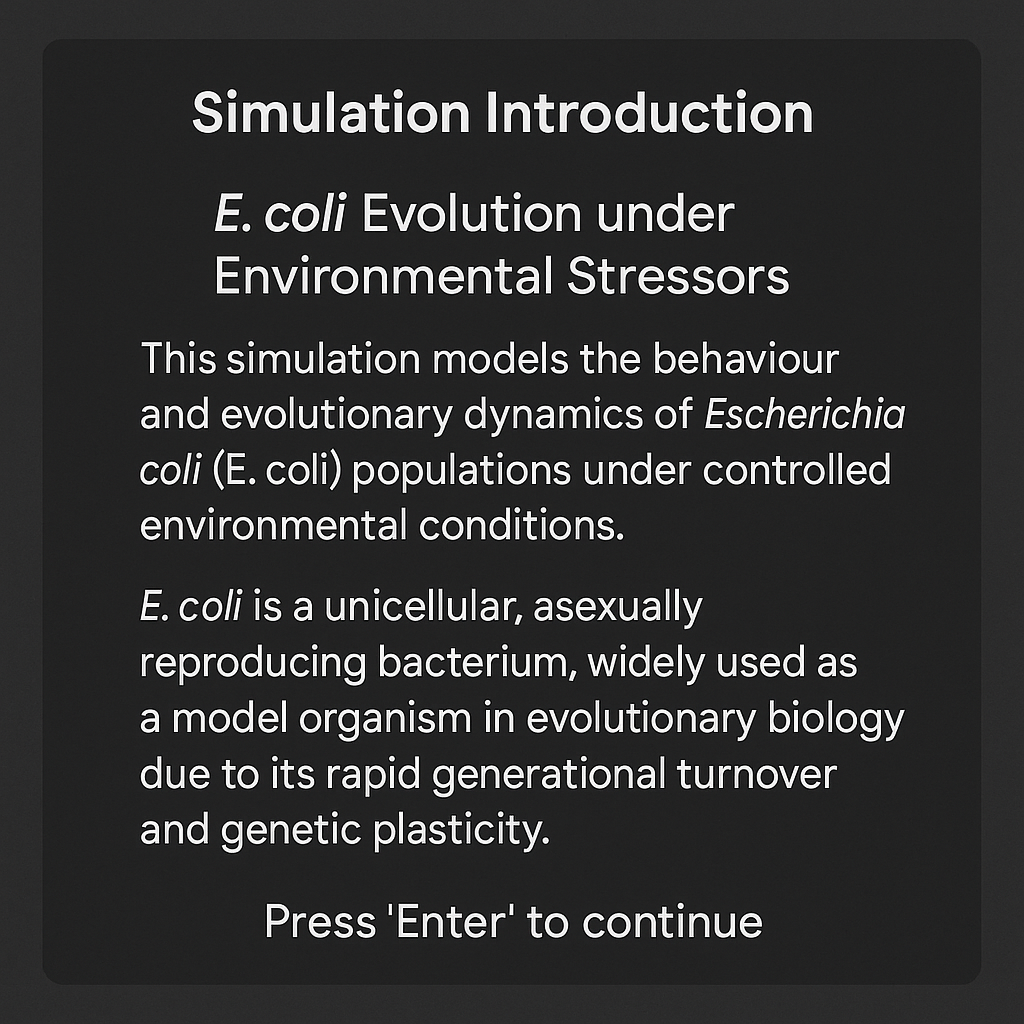 Simulation Introduction
E. coli Evolution under
Environmental Stressors
This simulation models the behaviour
and evolutionary dynamics of Escherichia
coli (E. coli) populations under controlled
environmental conditions.
E. coli is a unicellular, asexually
reproducing bacterium, widely used as
a model organism in evolutionary biology
due to its rapid generational turnover
and genetic plasticity.
Press 'Enter' to continue